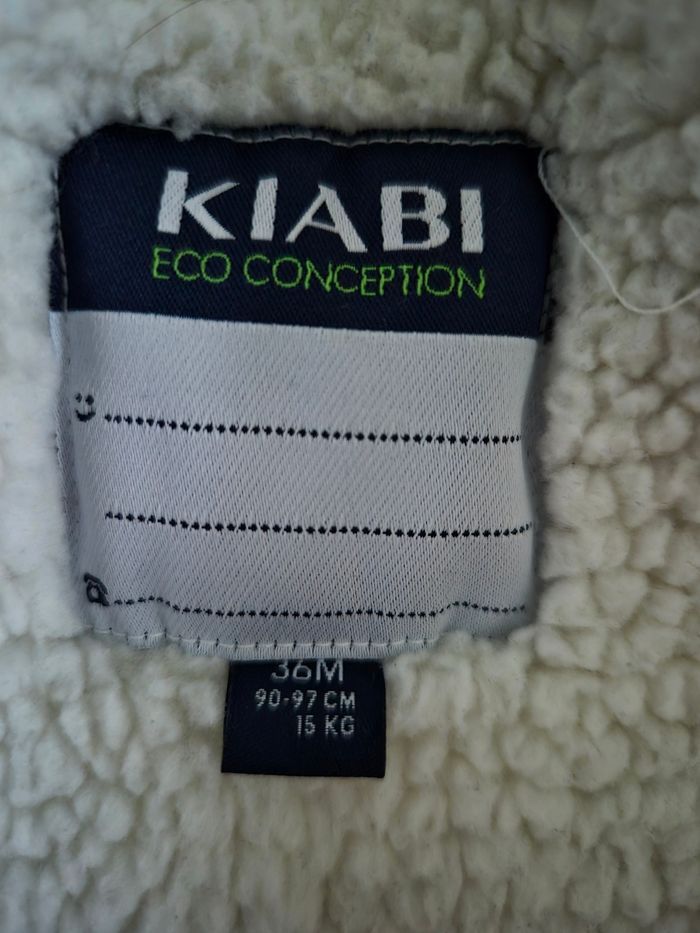 KIABI
ECO CONCEPTION
36M
90-97 CM
15 KG